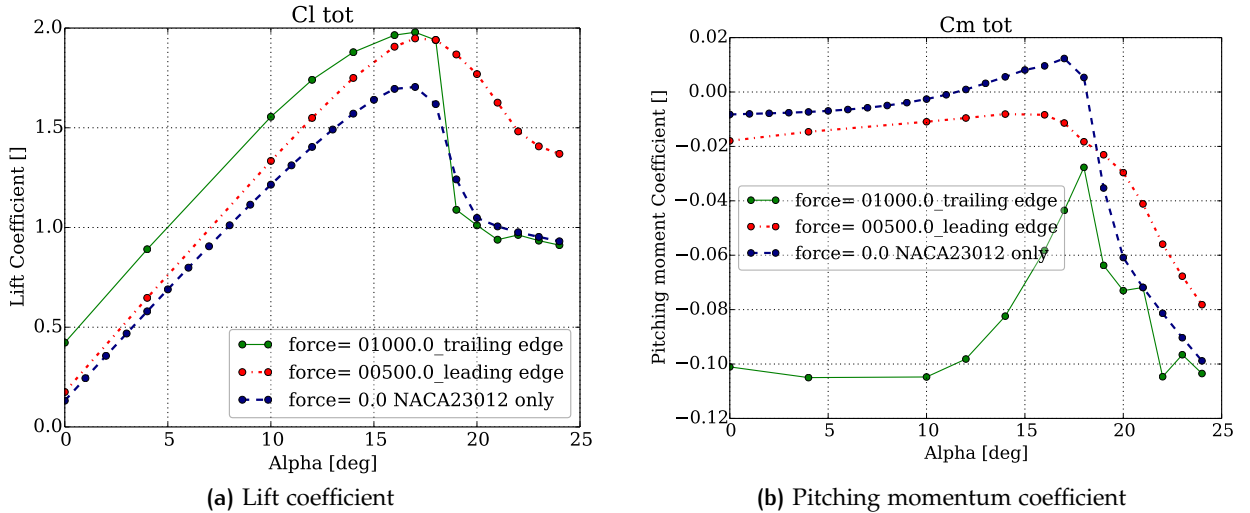 Cl tot
2.0
1.5
1.0
0.5
0.0
Lift Coefficient []
force= 01000.0_trailing edge
force= 00500.0_leading edge
force= 0.0 NACA23012 only
0 5 10 15 20 25
Alpha [deg]
(a) Lift coefficient
Cm tot
0.02
0.00
−0.02
−0.04
−0.06
−0.08
−0.10
−0.12
Pitching moment Coefficient []
force= 01000.0_trailing edge
force= 00500.0_leading edge
force= 0.0 NACA23012 only
0 5 10 15 20 25
Alpha [deg]
(b) Pitching momentum coefficient